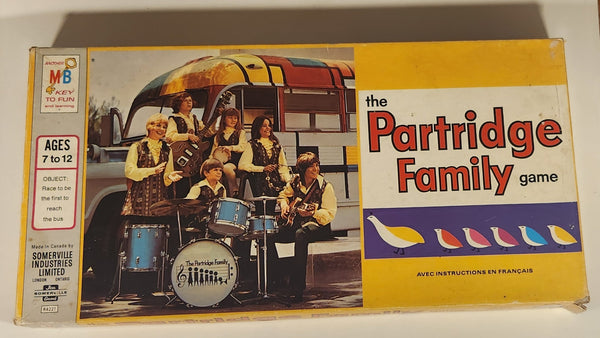 ANOTHER
MB
KEY
TO FUN
and learning
AGES
7 to 12
OBJECT:
Race to be
the first to
reach
the bus
Made in Canada by
SOMERVILLE
INDUSTRIES
LIMITED
LONDON ONTARIO
SOMERVILLE
the
Partridge
Family game
AVEC INSTRUCTIONS EN FRANÇAIS
The Partridge Family